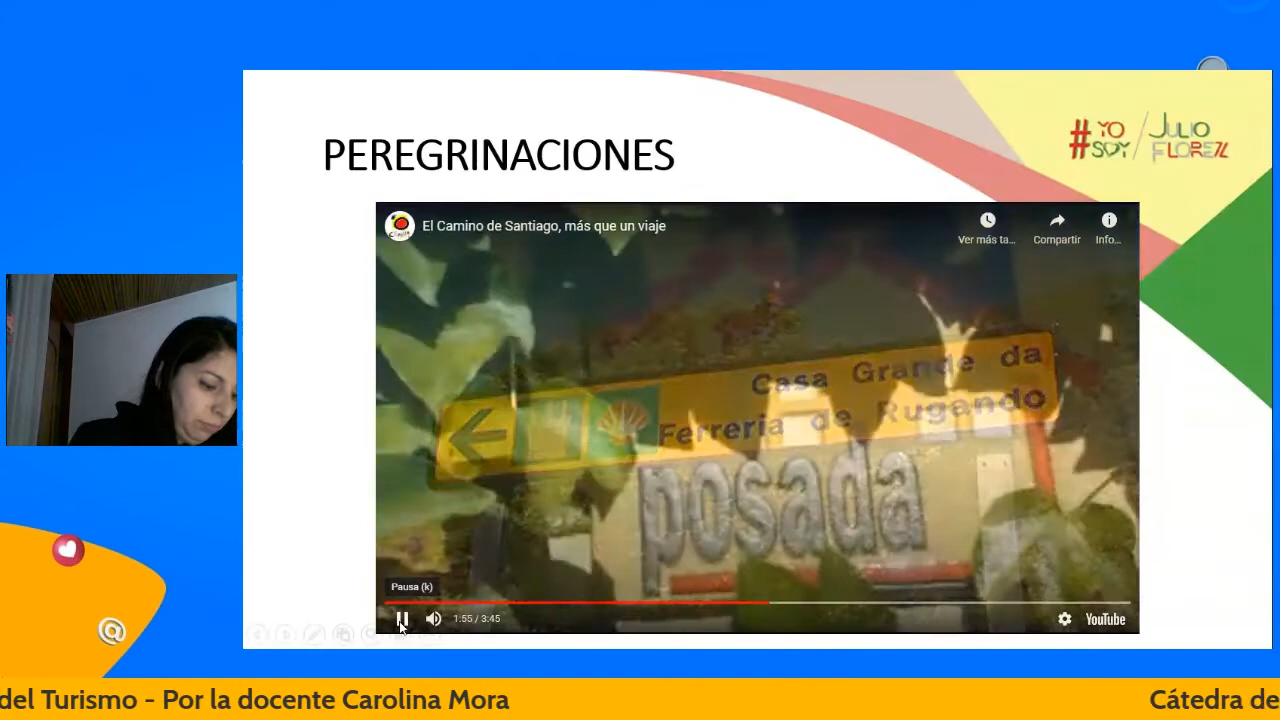 PEREGRINACIONES
#YO SOY / JULIO FLOREZ
El Camino de Santiago, más que un viaje
Ver más ta...
Compartir
Info...
Casa Grande da
Ferreria de Rugando
posada
Pausa (k)
1:55 / 3:45
YouTube
@
del Turismo - Por la docente Carolina Mora
Cátedra de